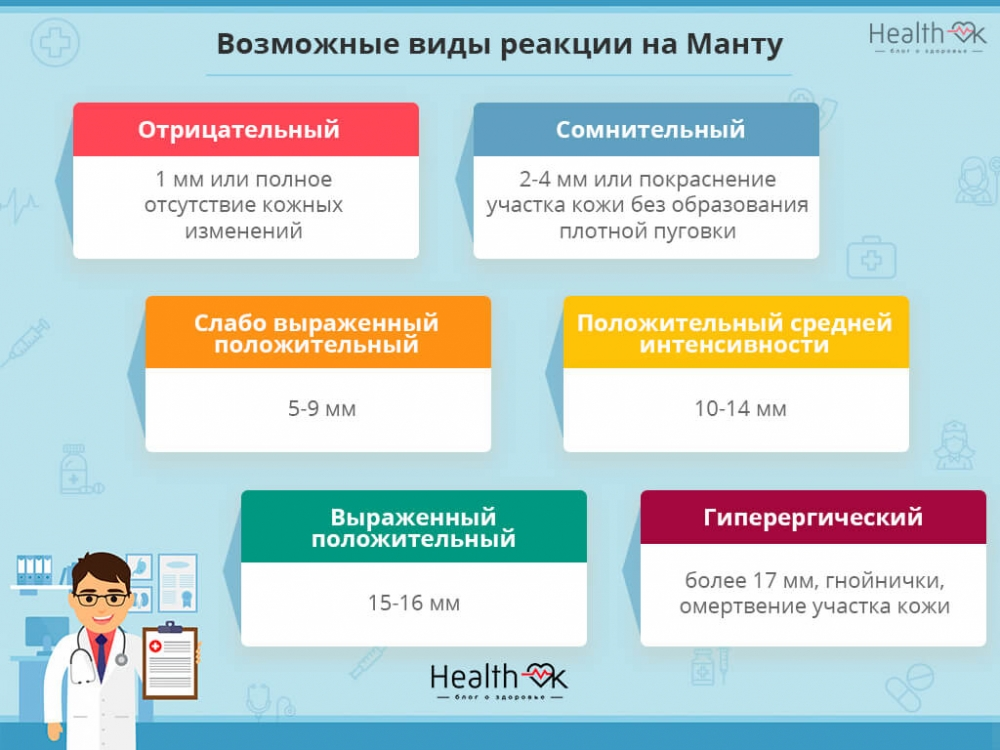 Возможные виды реакции на Манту
Health OK
блог о здоровье
Отрицательный
1 мм или полное
отсутствие кожных
изменений
Сомнительный
2-4 мм или покраснение
участка кожи без образования
плотной пуговки
Слабо выраженный
положительный
5-9 мм
Положительный средней
интенсивности
10-14 мм
Выраженный
положительный
15-16 мм
Гиперергический
более 17 мм, гнойнички,
омертвение участка кожи
Health OK
блог о здоровье